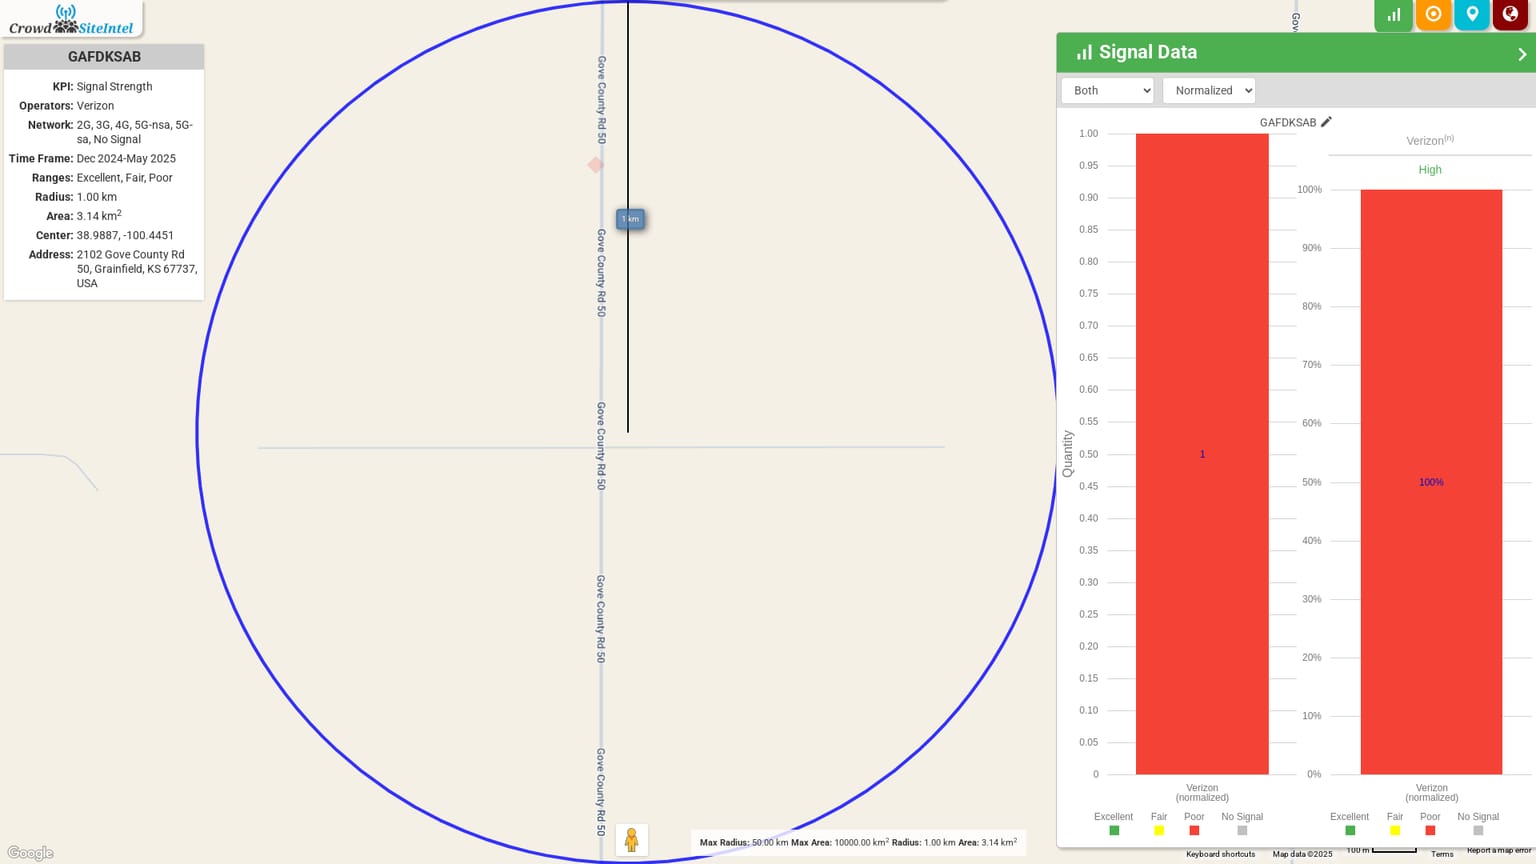 Crowd SiteIntel
GAFDKSAB
KPI: Signal Strength
Operators: Verizon
Network: 2G, 3G, 4G, 5G-nsa, 5G-
sa, No Signal
Time Frame: Dec 2024-May 2025
Ranges: Excellent, Fair, Poor
Radius: 1.00 km
Area: 3.14 km²
Center: 38.9887, -100.4451
Address: 2102 Gove County Rd
50, Grainfield, KS 67737,
USA
Gove County Rd 50
Gove County Rd 50
Gove County Rd 50
Gove County Rd 50
Gove County Rd 50
1 km
Google
Max Radius: 50.00 km Max Area: 10000.00 km² Radius: 1.00 km Area: 3.14 km²
Gove
Signal Data
Both
Normalized
GAFDKSAB
Quantity
1.00
0.95
0.90
0.85
0.80
0.75
0.70
0.65
0.60
0.55
0.50
0.45
0.40
0.35
0.30
0.25
0.20
0.15
0.10
0.05
0
1
Verizon
(normalized)
Excellent
Fair
Poor
No Signal
Verizon(n)
High
100%
90%
80%
70%
60%
50%
40%
30%
20%
10%
0%
100%
Verizon
(normalized)
Excellent
Fair
Poor
No Signal
Keyboard shortcuts
Map data ©2025
100 m
Terms
Report a map error